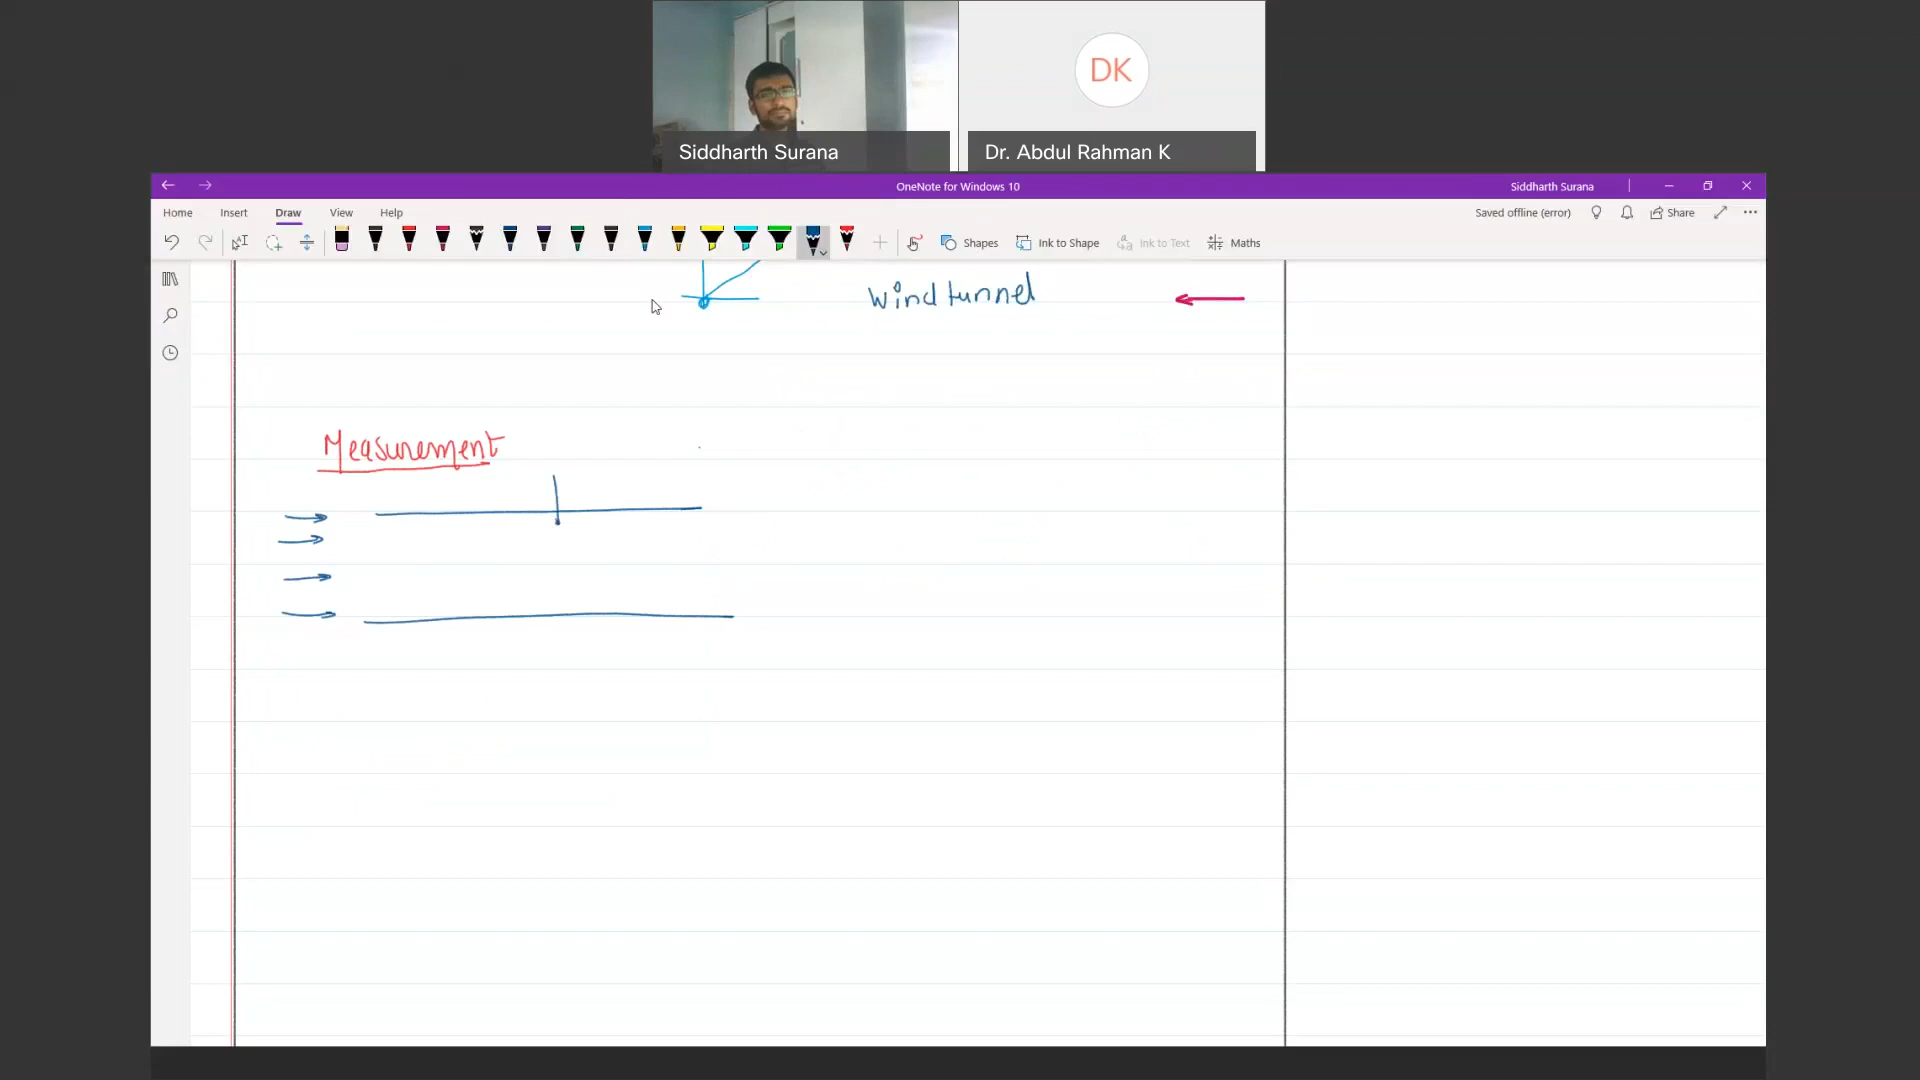 DK
Siddharth Surana
Dr. Abdul Rahman K
OneNote for Windows 10
Siddharth Surana
Home Insert Draw View Help
Saved offline (error)
Share
Shapes
Ink to Shape
Ink to Text
Maths
Wind tunnel
Measurement